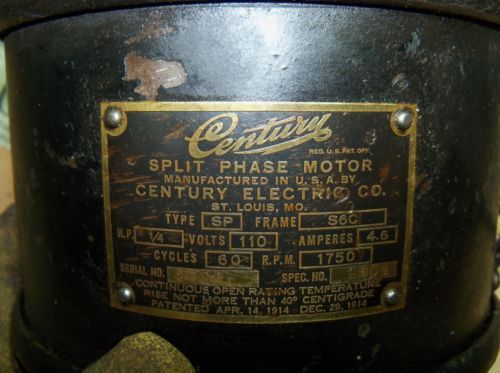 Century
REG. U.S. PAT. OFF.
SPLIT PHASE MOTOR
MANUFACTURED IN U.S.A. BY
CENTURY ELECTRIC CO.
ST. LOUIS, MO.
TYPE SP FRAME S6C
H.P. 1/4 VOLTS 110 AMPERES 4.6
CYCLES 60 R.P.M. 1750
SERIAL NO. SPEC. NO.
CONTINUOUS OPEN RATING TEMPERATURE
RISE NOT MORE THAN 40° CENTIGRADE
PATENTED APR. 14, 1914 DEC. 29, 1914